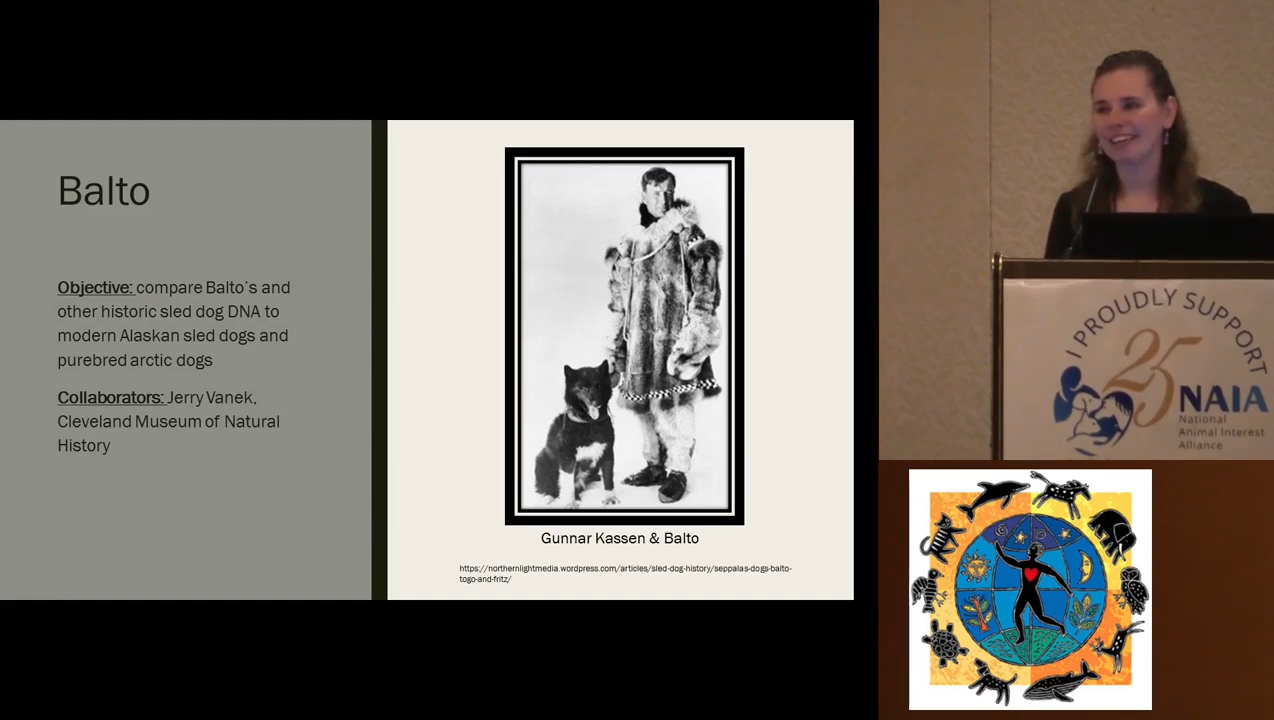 Balto
Objective: compare Balto's and
other historic sled dog DNA to
modern Alaskan sled dogs and
purebred arctic dogs
Collaborators: Jerry Vanek,
Cleveland Museum of Natural
History
Gunnar Kassen & Balto
https://northernlightmedia.wordpress.com/articles/sled-dog-history/seppalas-dogs-balto-
togo-and-fritz/
I PROUDLY SUPPORT
25
NAIA
National
Animal Interest
Alliance